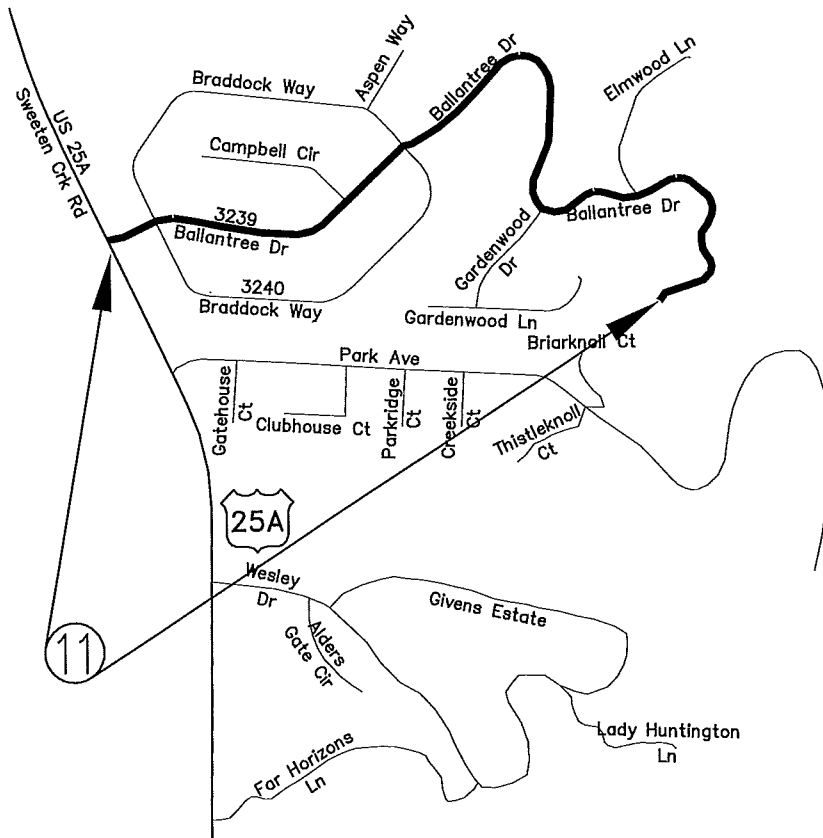 Aspen Way
Ballantree Dr
Elmwood Ln
Braddock Way
US 25A
Sweeten Crk Rd
Campbell Cir
3239
Ballantree Dr
Ballantree Dr
Gardenwood
Dr
3240
Braddock Way
Gardenwood Ln
Briarknoll Ct
Park Ave
Gatehouse
Ct
Clubhouse Ct
Parkridge
Ct
Creekside
Ct
Thistleknoll
Ct
25A
Wesley
Dr
Givens Estate
Alders
Gate Cir
11
Lady Huntington
Ln
Far Horizons
Ln